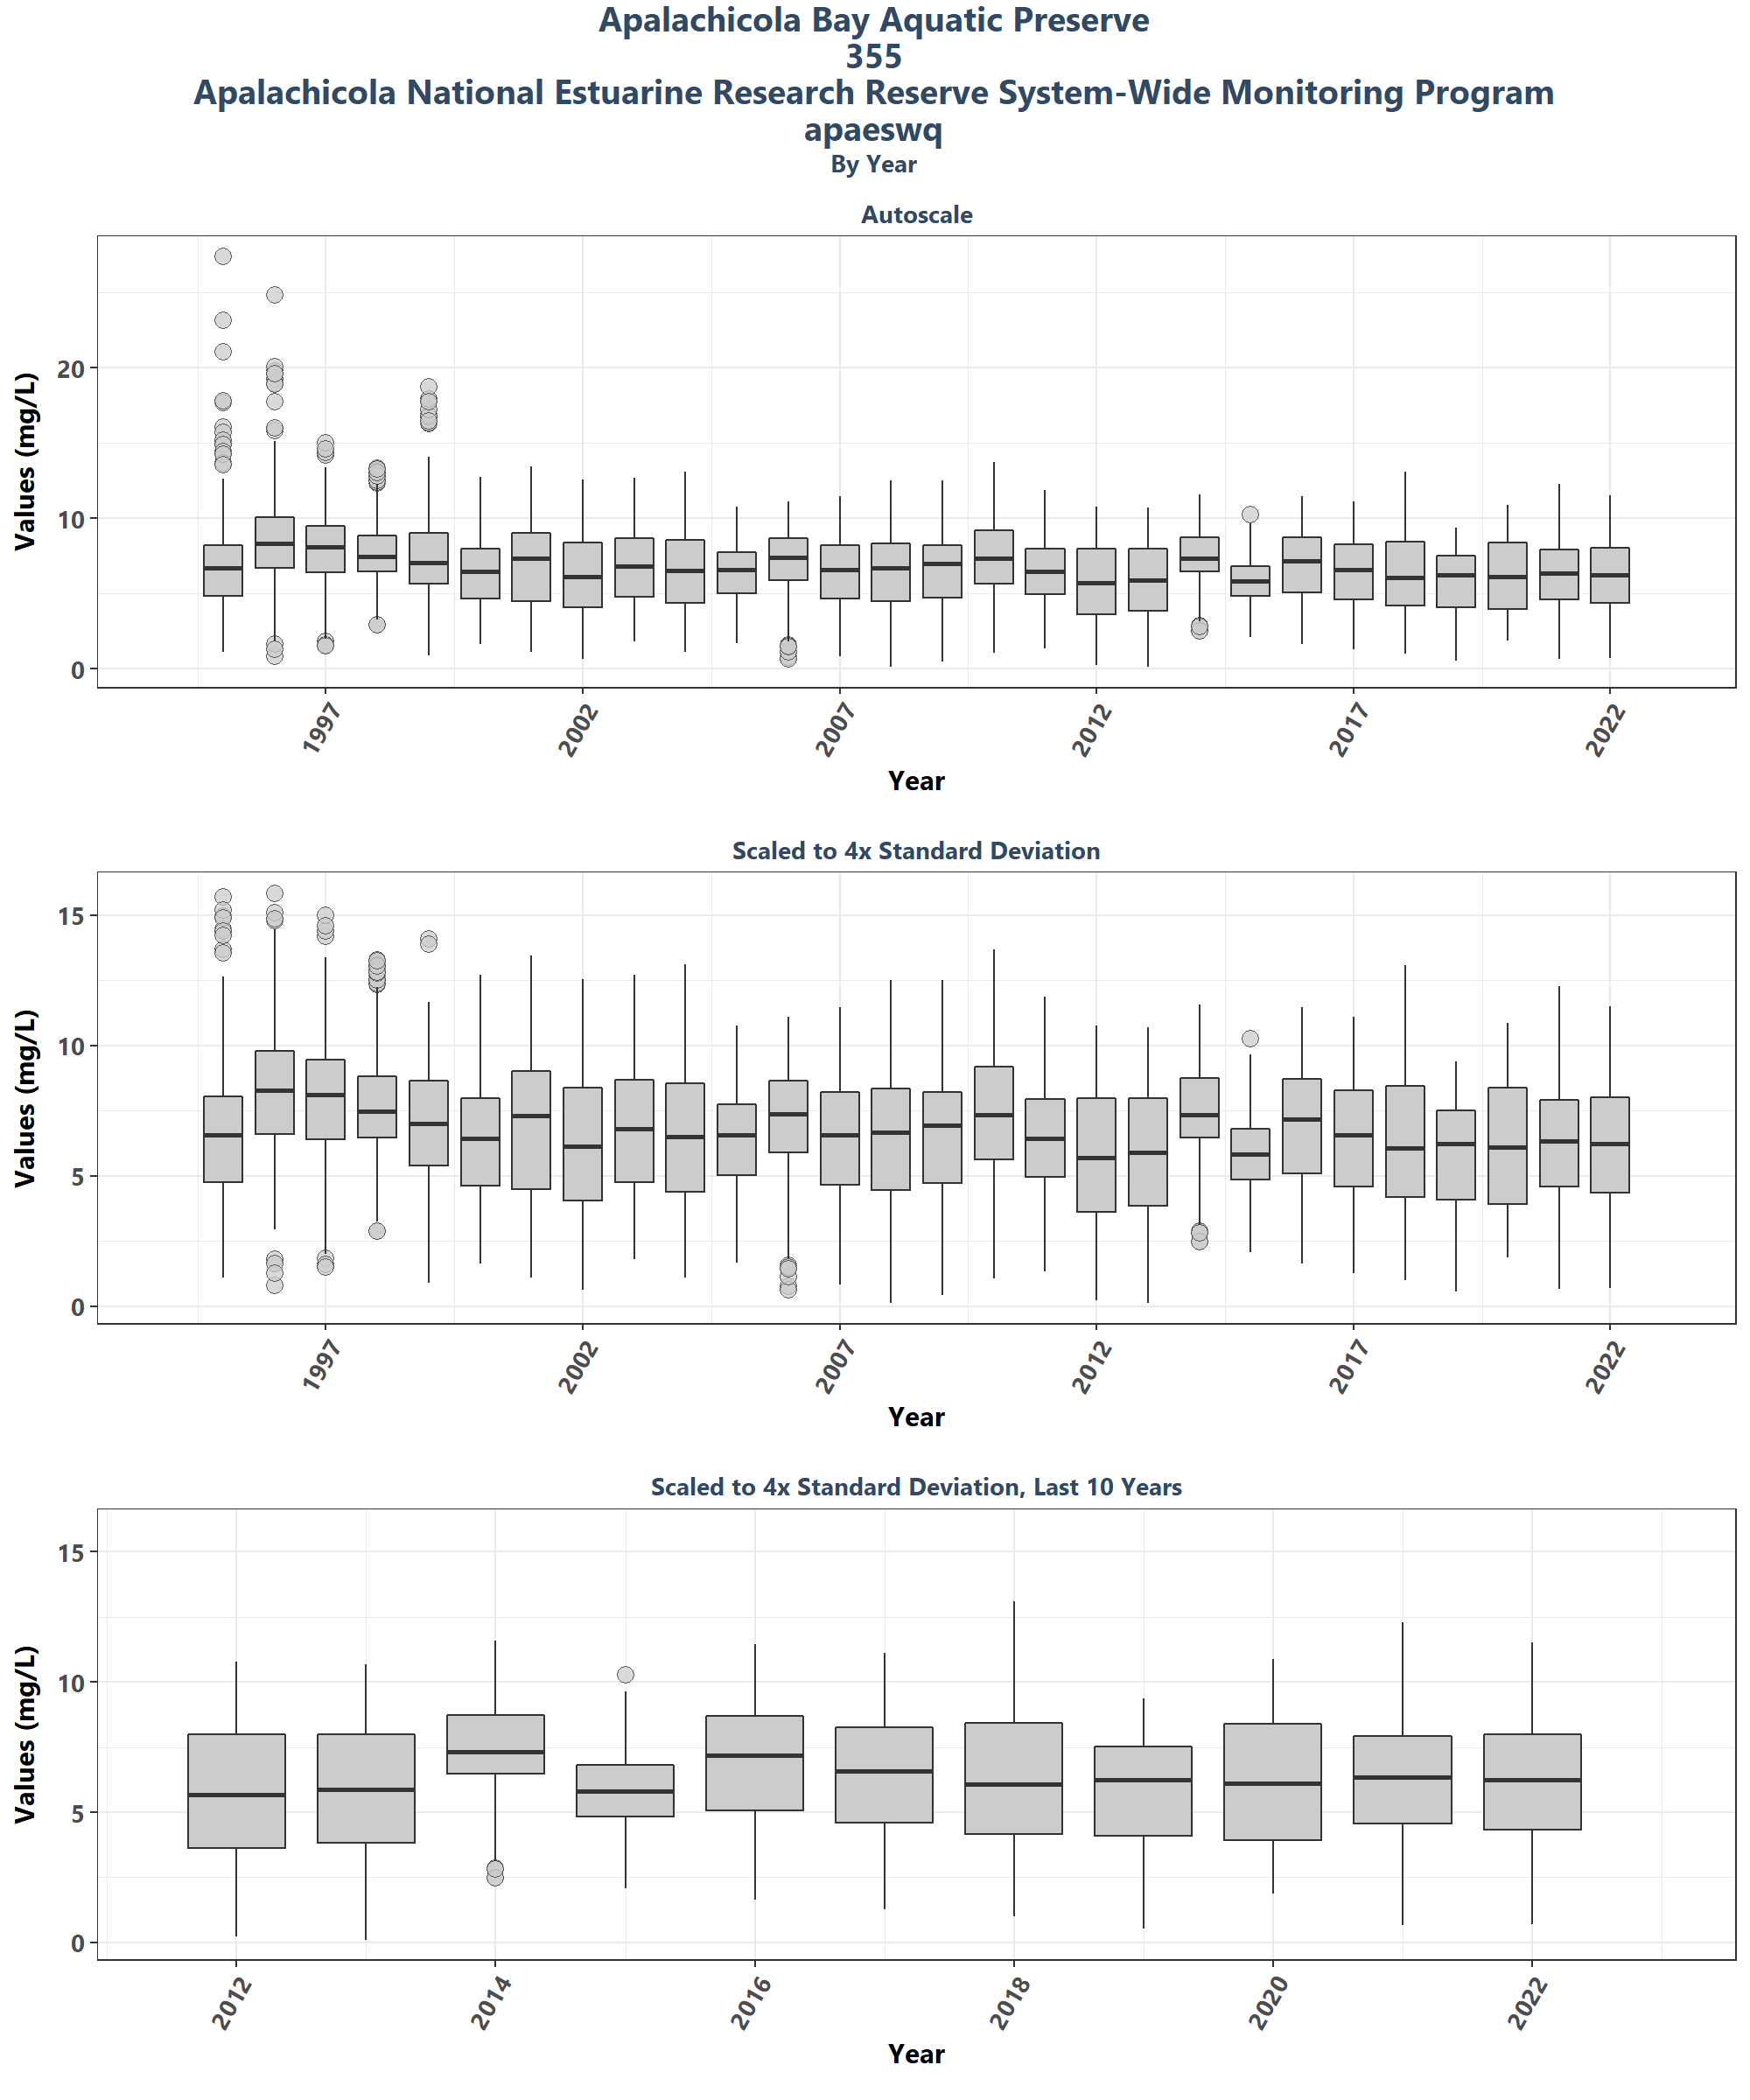 Apalachicola Bay Aquatic Preserve
355
Apalachicola National Estuarine Research Reserve System-Wide Monitoring Program
apaeswq
By Year
Autoscale
Values (mg/L)
20
10
0
1997
2002
2007
2012
2017
2022
Year
Scaled to 4x Standard Deviation
Values (mg/L)
15
10
5
0
1997
2002
2007
2012
2017
2022
Year
Scaled to 4x Standard Deviation, Last 10 Years
Values (mg/L)
15
10
5
0
2012
2014
2016
2018
2020
2022
Year